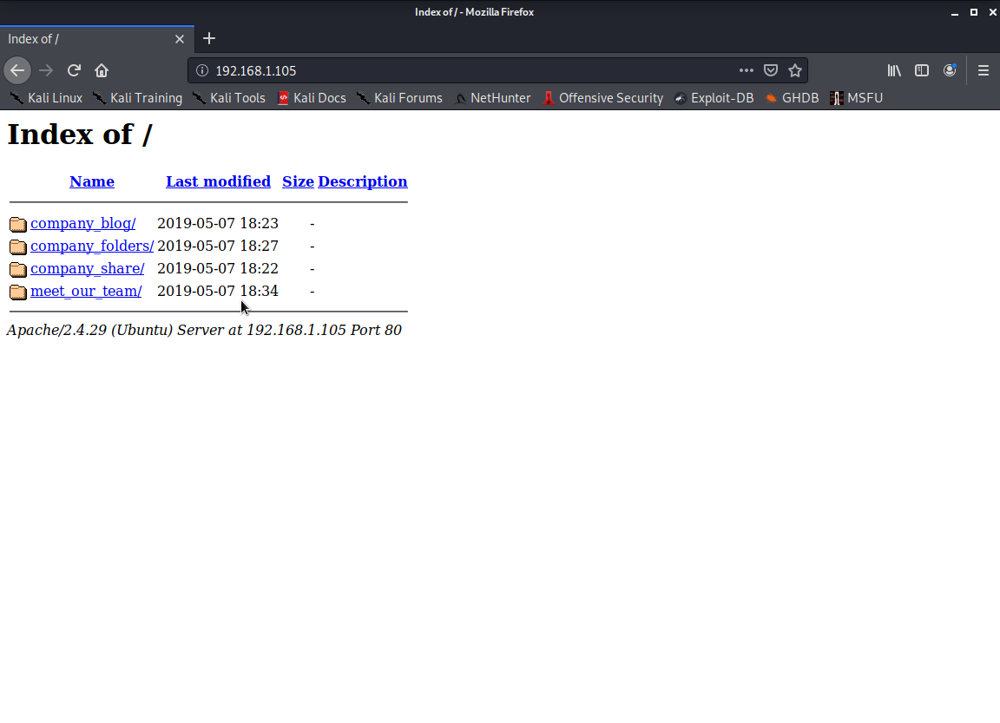 Index of / - Mozilla Firefox
Index of /
192.168.1.105
Kali Linux Kali Training Kali Tools Kali Docs Kali Forums NetHunter Offensive Security Exploit-DB GHDB MSFU
Index of /
Name Last modified Size Description
company_blog/ 2019-05-07 18:23 -
company_folders/ 2019-05-07 18:27 -
company_share/ 2019-05-07 18:22 -
meet_our_team/ 2019-05-07 18:34 -
Apache/2.4.29 (Ubuntu) Server at 192.168.1.105 Port 80